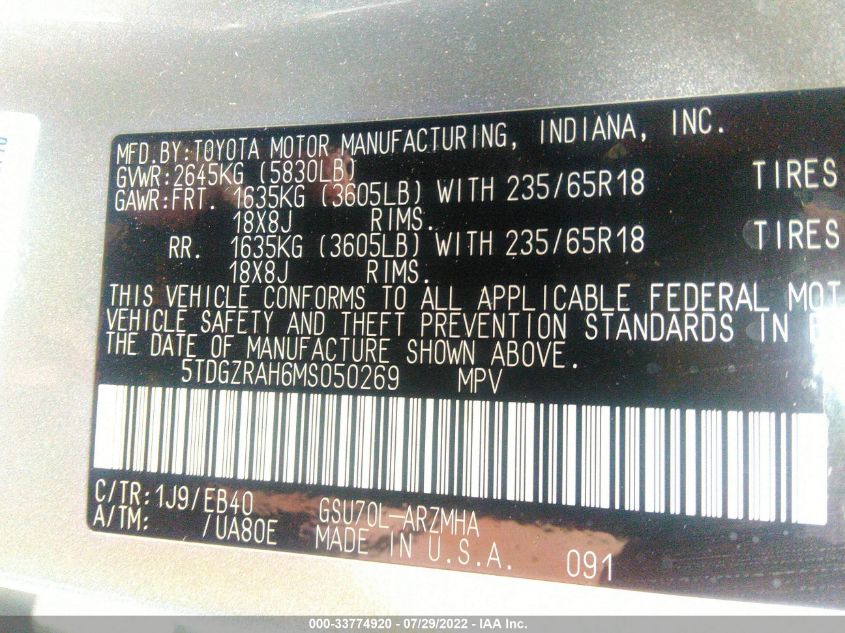 MFD.BY:TOYOTA MOTOR MANUFACTURING, INDIANA, INC.
GVWR:2645KG (5830LB)
GAWR:FRT. 1635KG (3605LB) WITH 235/65R18 TIRES
18X8J RIMS.
RR. 1635KG (3605LB) WITH 235/65R18 TIRES
18X8J RIMS.
THIS VEHICLE CONFORMS TO ALL APPLICABLE FEDERAL MOT
VEHICLE SAFETY AND THEFT PREVENTION STANDARDS IN
THE DATE OF MANUFACTURE SHOWN ABOVE.
5TDGZRAH6MS050269 MPV
C/TR:1J9/EB40 GSU70L-ARZMHA
A/TM: /UA80E MADE IN U.S.A. 091
000-33774920 - 07/29/2022 - IAA Inc.